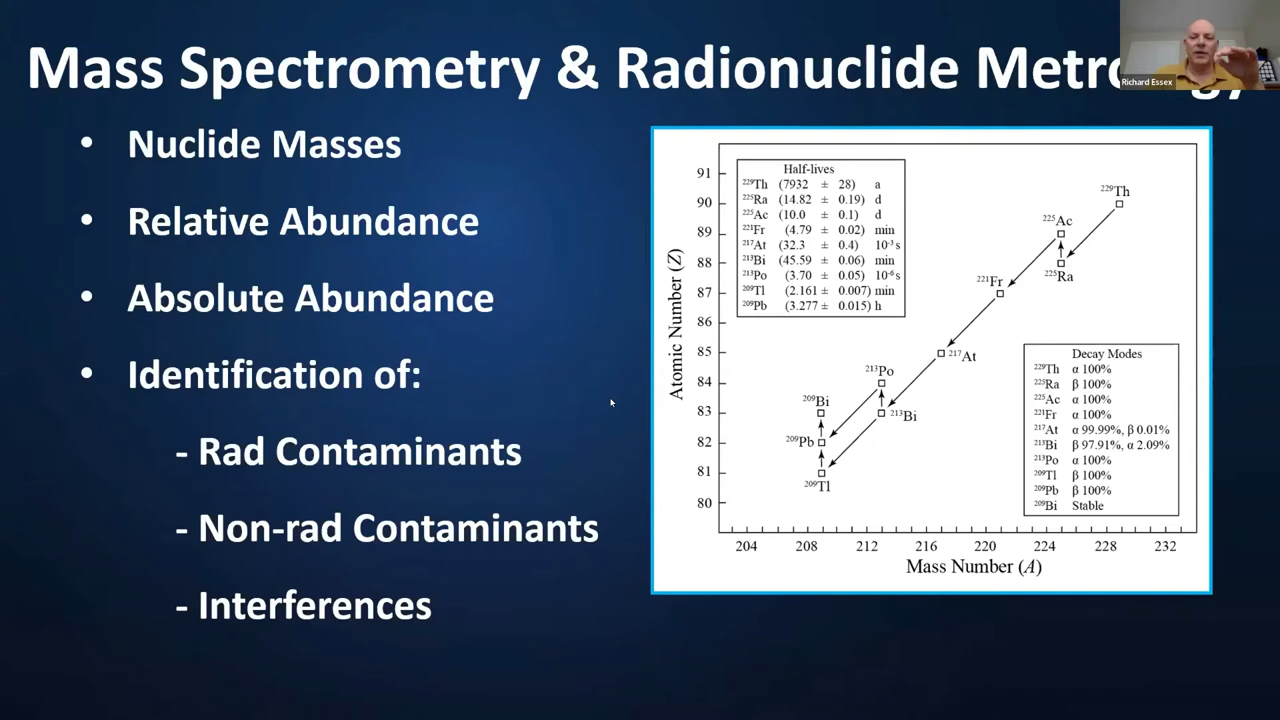 Mass Spectrometry & Radionuclide Metro gy
Richard Essex
• Nuclide Masses
• Relative Abundance
• Absolute Abundance
• Identification of:
- Rad Contaminants
- Non-rad Contaminants
- Interferences
Half-lives
²²⁹Th (7932 ± 28) a
²²⁵Ra (14.82 ± 0.19) d
²²⁵Ac (10.0 ± 0.1) d
²²¹Fr (4.79 ± 0.02) min
²¹⁷At (32.3 ± 0.4) 10⁻³ s
²¹³Bi (45.59 ± 0.06) min
²¹³Po (3.70 ± 0.05) 10⁻⁶ s
²⁰⁹Tl (2.161 ± 0.007) min
²⁰⁹Pb (3.277 ± 0.015) h
²²⁹Th
²²⁵Ac
²²⁵Ra
²²¹Fr
²¹⁷At
²¹³Po
²¹³Bi
²⁰⁹Bi
²⁰⁹Pb
²⁰⁹Tl
Decay Modes
²²⁹Th α 100%
²²⁵Ra β 100%
²²⁵Ac α 100%
²²¹Fr α 100%
²¹⁷At α 99.99%, β 0.01%
²¹³Bi β 97.91%, α 2.09%
²¹³Po α 100%
²⁰⁹Tl β 100%
²⁰⁹Pb β 100%
²⁰⁹Bi Stable
Atomic Number (Z)
91
90
89
88
87
86
85
84
83
82
81
80
204 208 212 216 220 224 228 232
Mass Number (A)